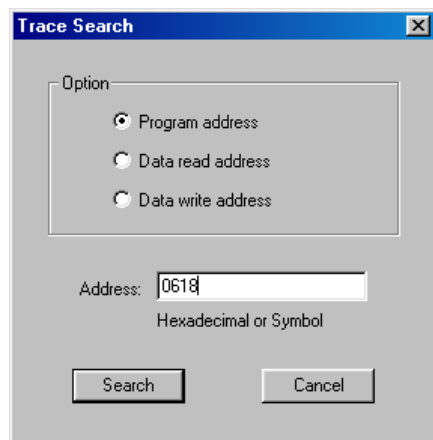 Trace Search
Option
Program address
Data read address
Data write address
Address: 0618
Hexadecimal or Symbol
Search Cancel